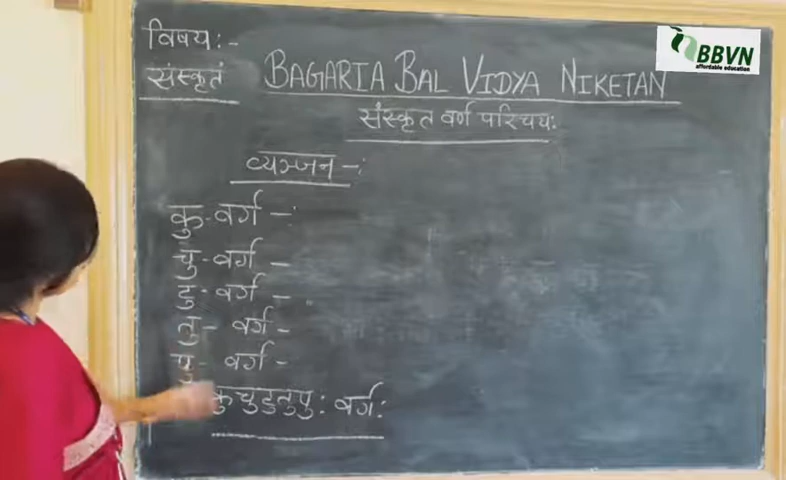 विषय:-
संस्कृतं
BAGARIA BAL VIDYA NIKETAN
BBVN
affordable education
संस्कृत वर्ग परिचय:
व्यञ्जन -:
कु-वर्ग -:
चु-वर्ग -
टु-वर्ग -
तु- वर्ग -
पु- वर्ग -
कुचुटुतुपु: वर्ग: